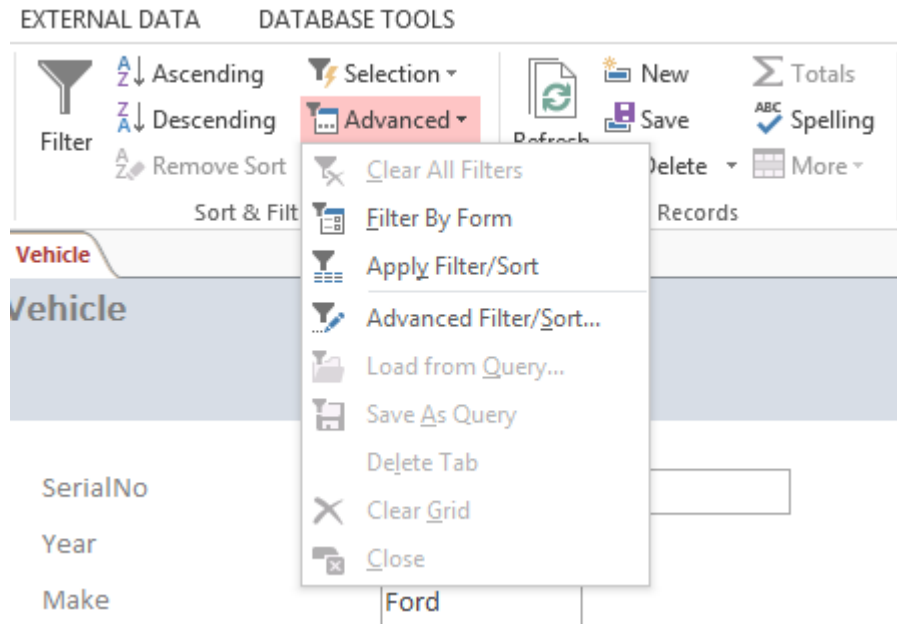 EXTERNAL DATA DATABASE TOOLS
Ascending Selection New Totals
Descending Advanced Save Spelling
Filter Refresh
Remove Sort Delete More
Sort & Filt Records
Clear All Filters
Filter By Form
Apply Filter/Sort
Advanced Filter/Sort...
Load from Query...
Save As Query
Delete Tab
Clear Grid
Close
Vehicle
Vehicle
SerialNo
Year
Make Ford